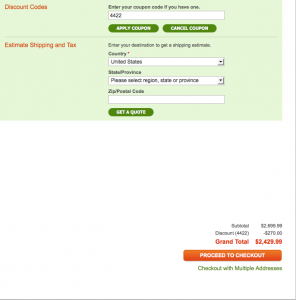 Discount Codes
Enter your coupon code if you have one.
4422
APPLY COUPON
CANCEL COUPON
Estimate Shipping and Tax
Enter your destination to get a shipping estimate.
Country *
United States
State/Province
Please select region, state or province
Zip/Postal Code
GET A QUOTE
Subtotal $2,699.99
Discount (4422) -$270.00
Grand Total $2,429.99
PROCEED TO CHECKOUT
Checkout with Multiple Addresses